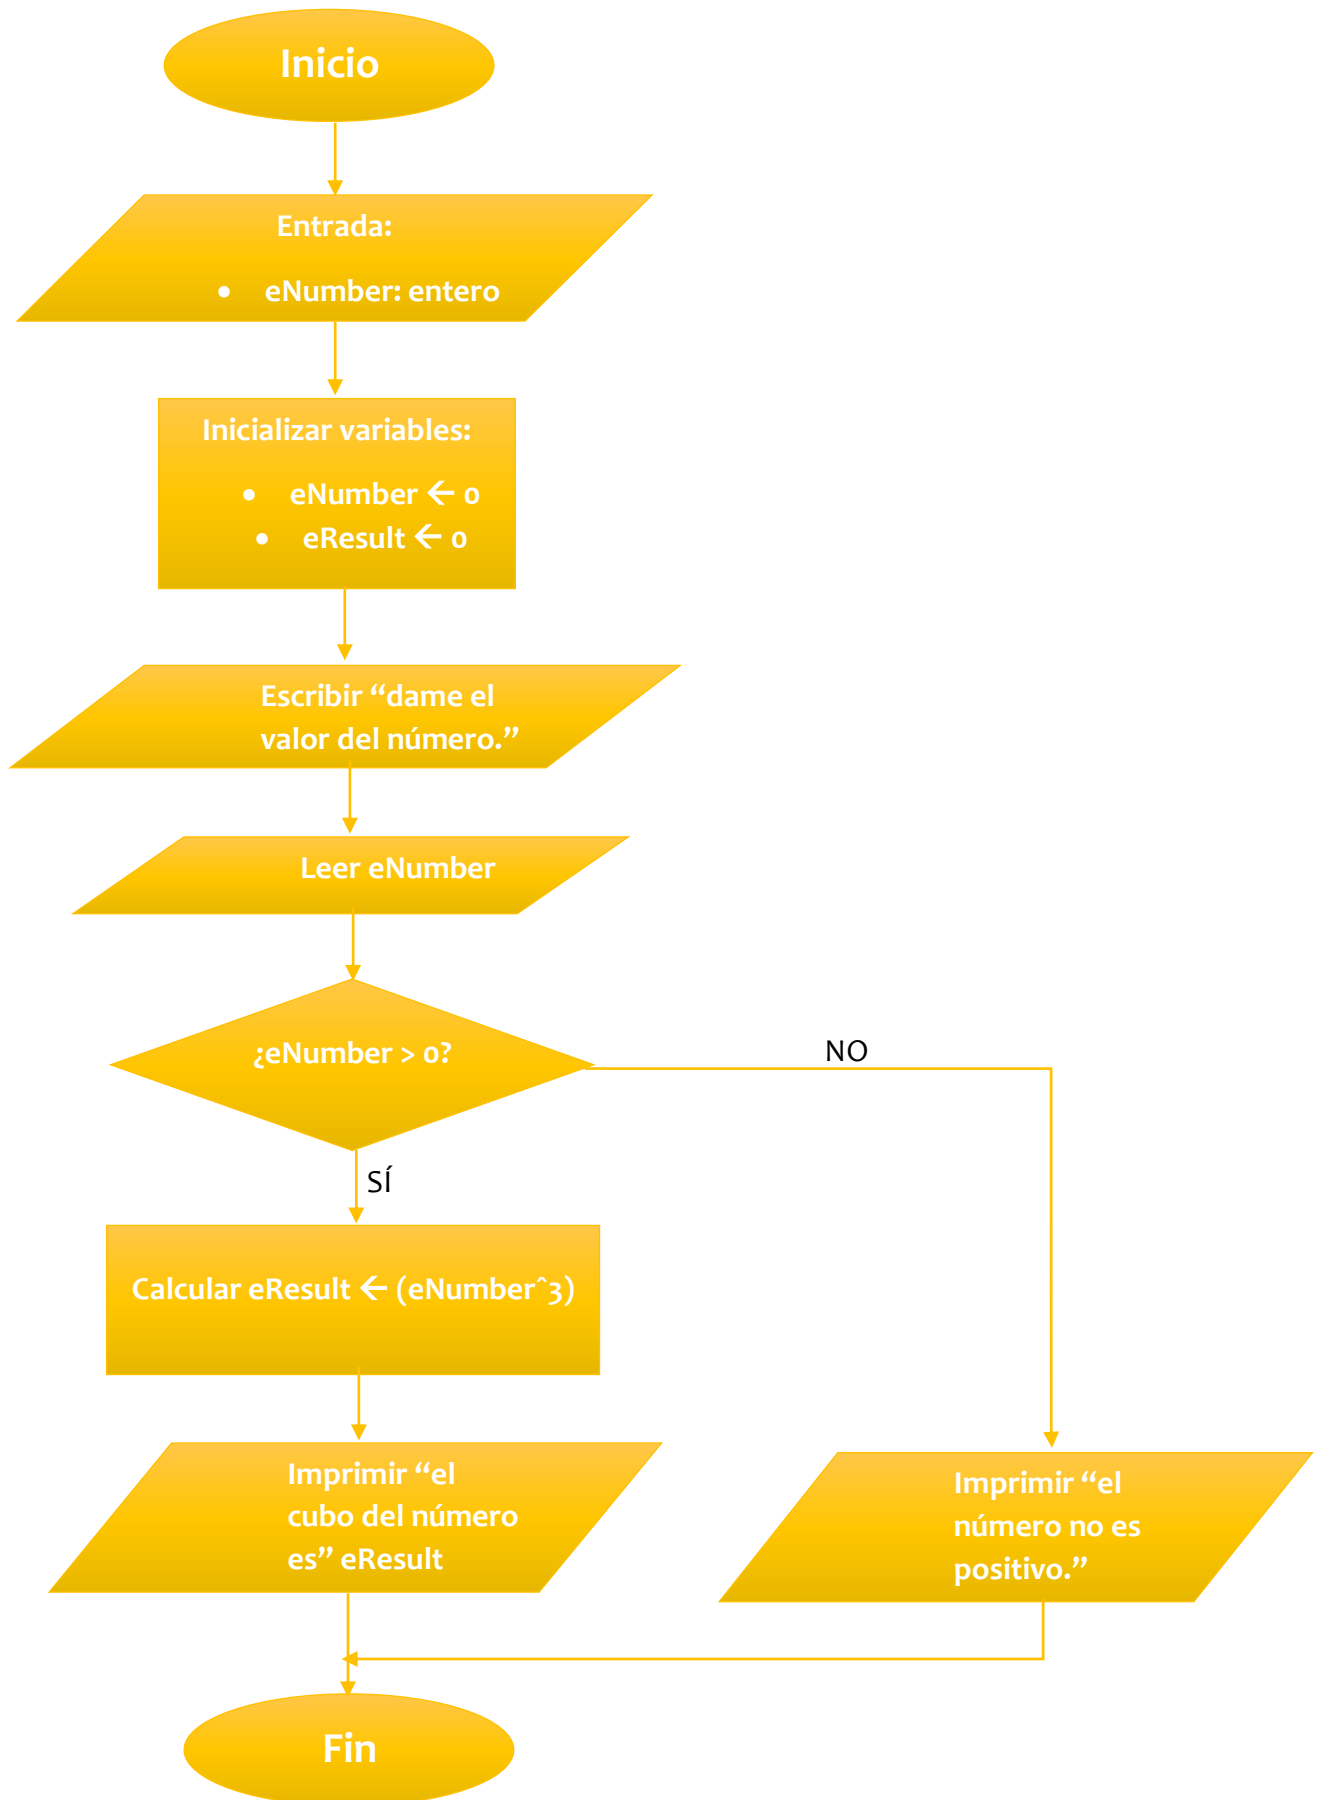 Inicio
Entrada:
• eNumber: entero
Inicializar variables:
• eNumber ← 0
• eResult ← 0
Escribir “dame el
valor del número.”
Leer eNumber
¿eNumber > 0?
NO
SÍ
Calcular eResult ← (eNumber^3)
Imprimir “el
cubo del número
es” eResult
Imprimir “el
número no es
positivo.”
Fin